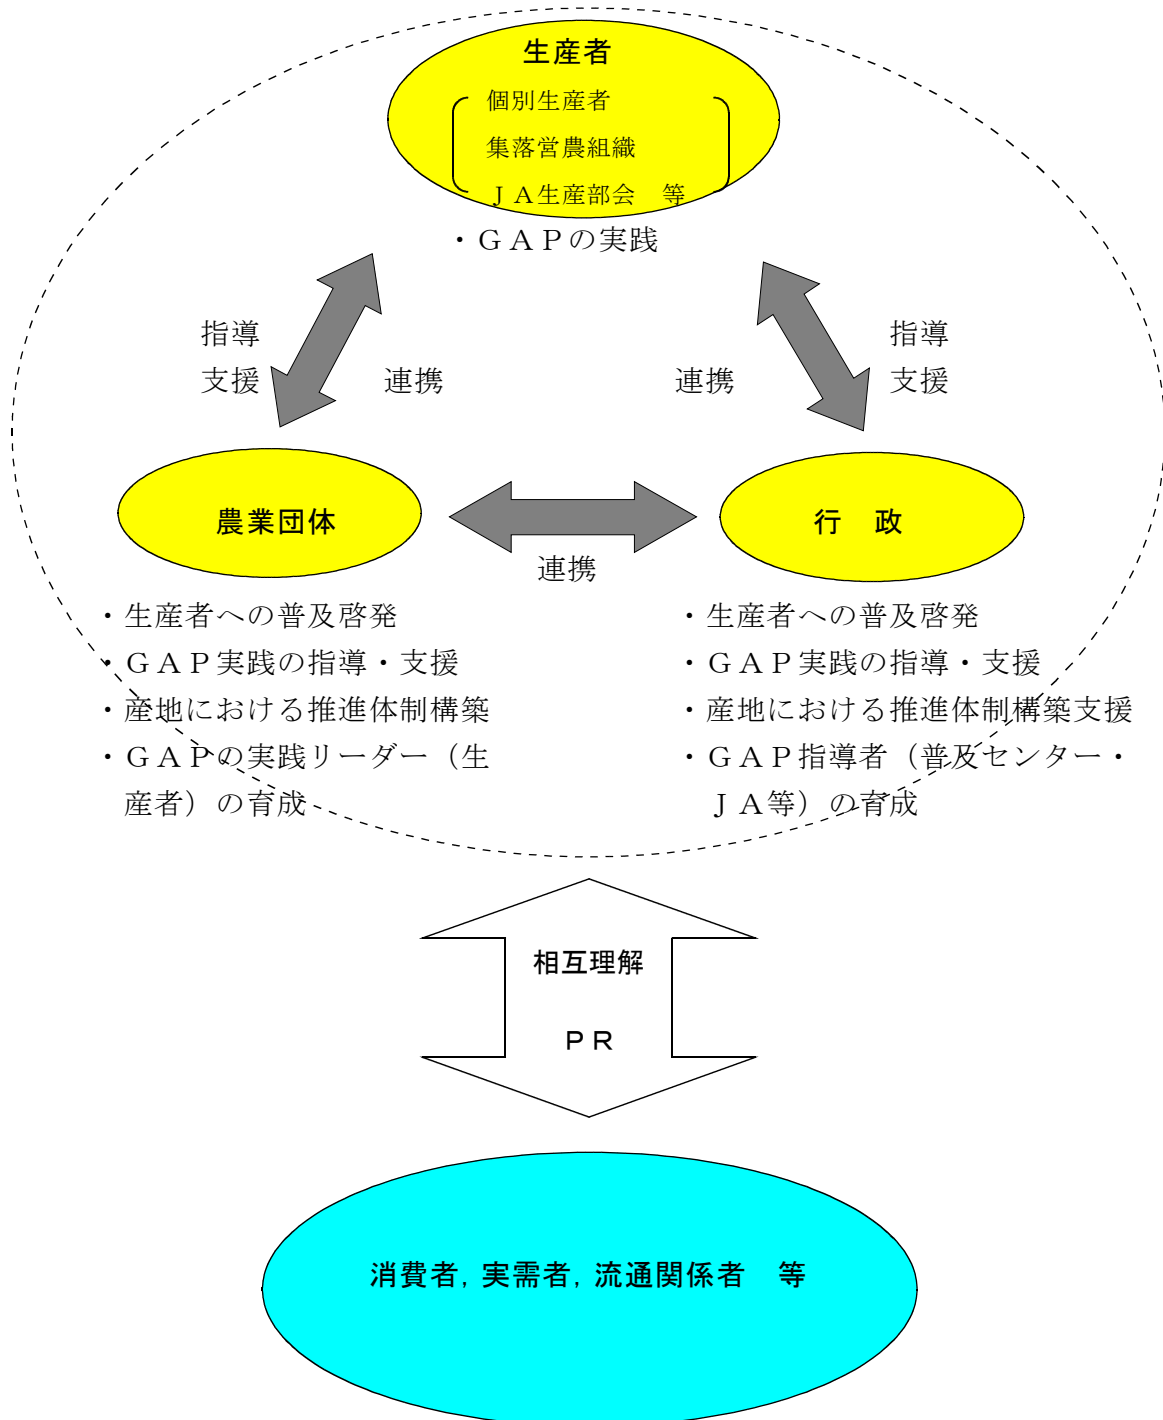 生産者
個別生産者
集落営農組織
ＪＡ生産部会　等
・ＧＡＰの実践
指導
支援
連携
連携
指導
支援
農業団体
連携
行　政
・生産者への普及啓発
・ＧＡＰ実践の指導・支援
・産地における推進体制構築
・ＧＡＰの実践リーダー（生
産者）の育成
・生産者への普及啓発
・ＧＡＰ実践の指導・支援
・産地における推進体制構築支援
・ＧＡＰ指導者（普及センター・
ＪＡ等）の育成
相互理解
ＰＲ
消費者，実需者，流通関係者　等